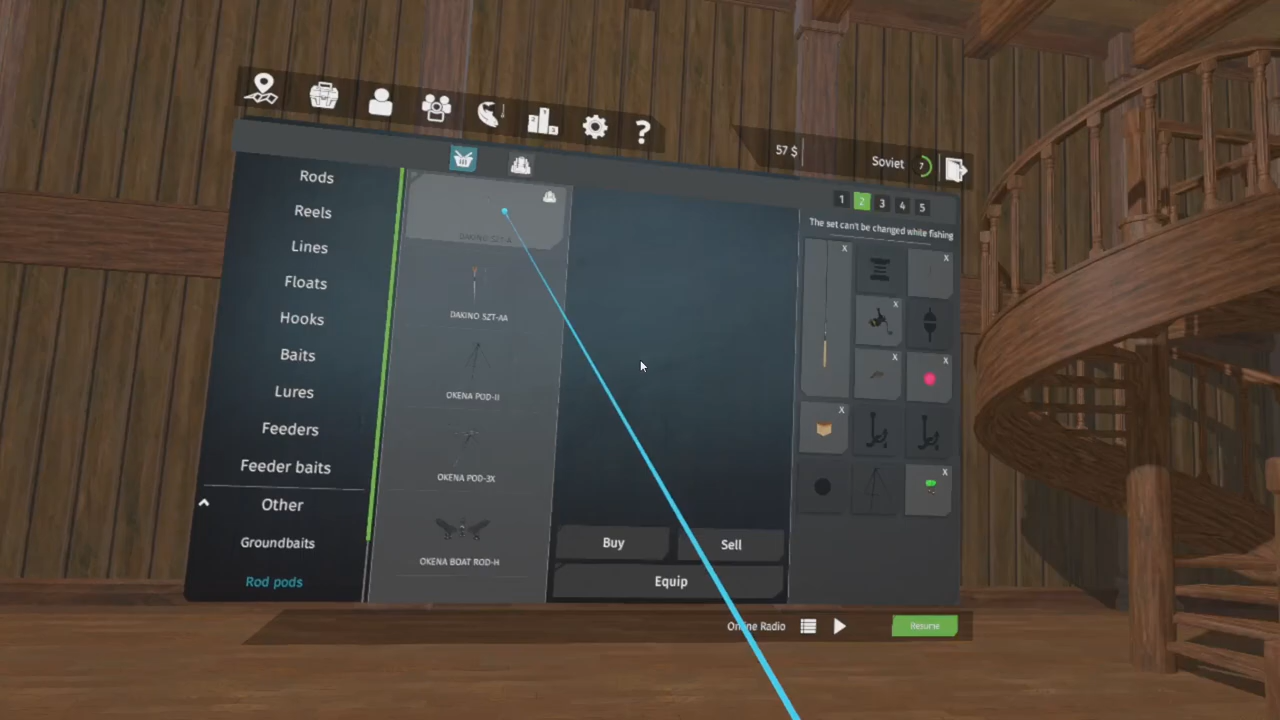 57 $
Soviet
7
Rods
Reels
Lines
Floats
Hooks
Baits
Lures
Feeders
Feeder baits
Other
Groundbaits
Rod pods
DAKINO SZT-A
DAKINO SZT-AA
OKENA POD-II
OKENA POD-3X
OKENA BOAT ROD-H
Buy
Sell
Equip
1 2 3 4 5
The set can't be changed while fishing
X
X
X
X
X
X
X
Online Radio
Resume